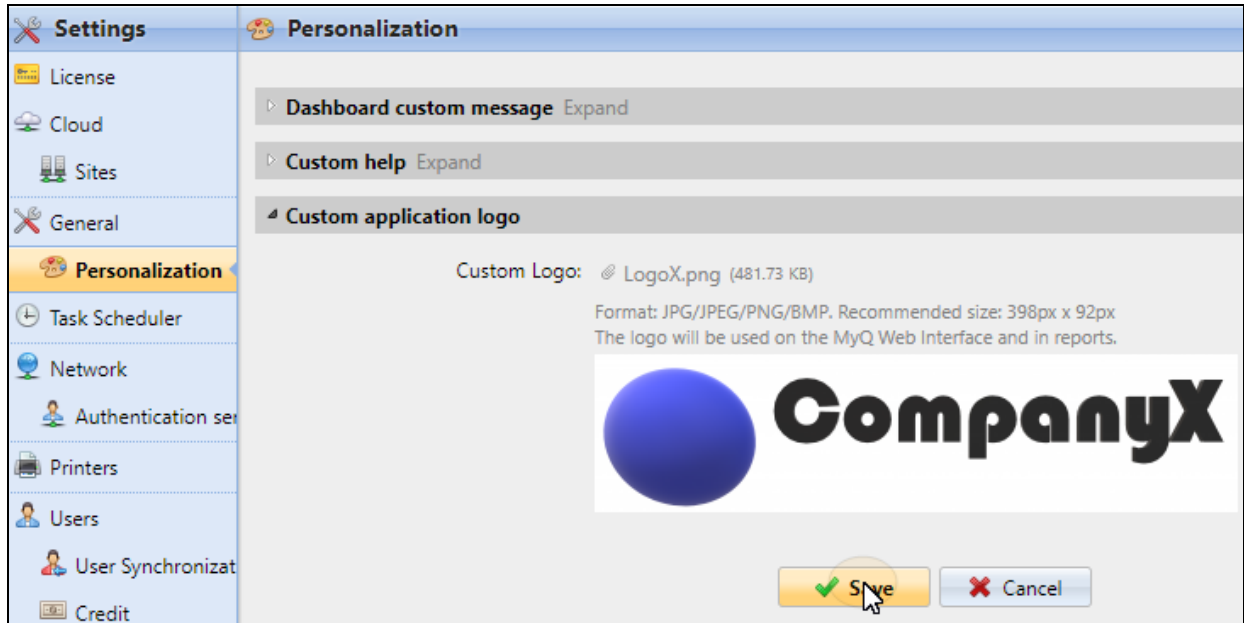 Settings
License
Cloud
Sites
General
Personalization
Task Scheduler
Network
Authentication ser
Printers
Users
User Synchronizat
Credit
Personalization
Dashboard custom message Expand
Custom help Expand
Custom application logo
Custom Logo: LogoX.png (481.73 KB)
Format: JPG/JPEG/PNG/BMP. Recommended size: 398px x 92px
The logo will be used on the MyQ Web Interface and in reports.
CompanyX
Save Cancel